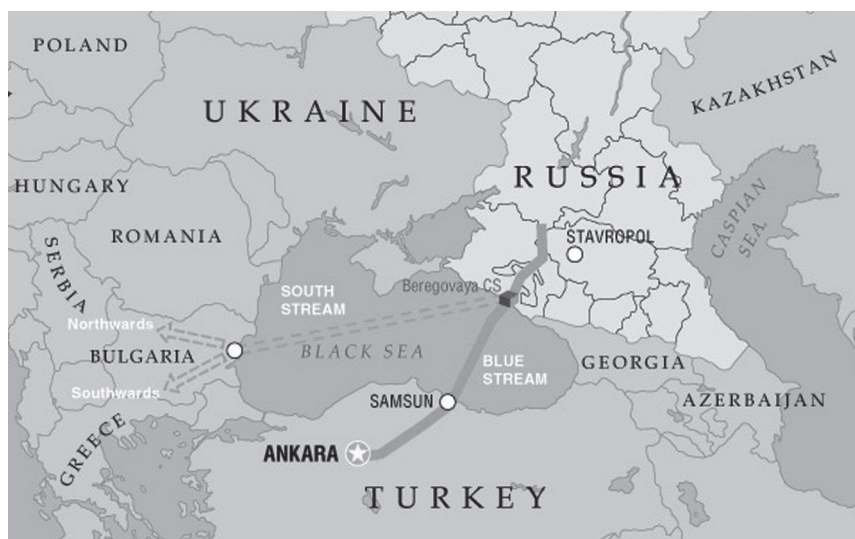 POLAND
UKRAINE
KAZAKHSTAN
HUNGARY
RUSSIA
SERBIA
ROMANIA
STAVROPOL
CASPIAN
SEA
Beregovaya CS
SOUTH
STREAM
Northwards
BULGARIA
BLACK SEA
BLUE
STREAM
GEORGIA
Southwards
SAMSUN
AZERBAIJAN
GREECE
ANKARA
TURKEY